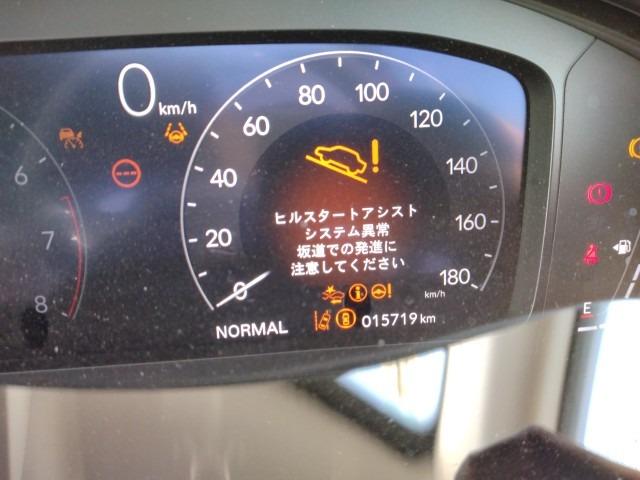 0 km/h
6
7
8
0
20
40
60
80
100
120
140
160
180
km/h
ヒルスタートアシスト
システム異常
坂道での発進に
注意してください
NORMAL
015719 km
E